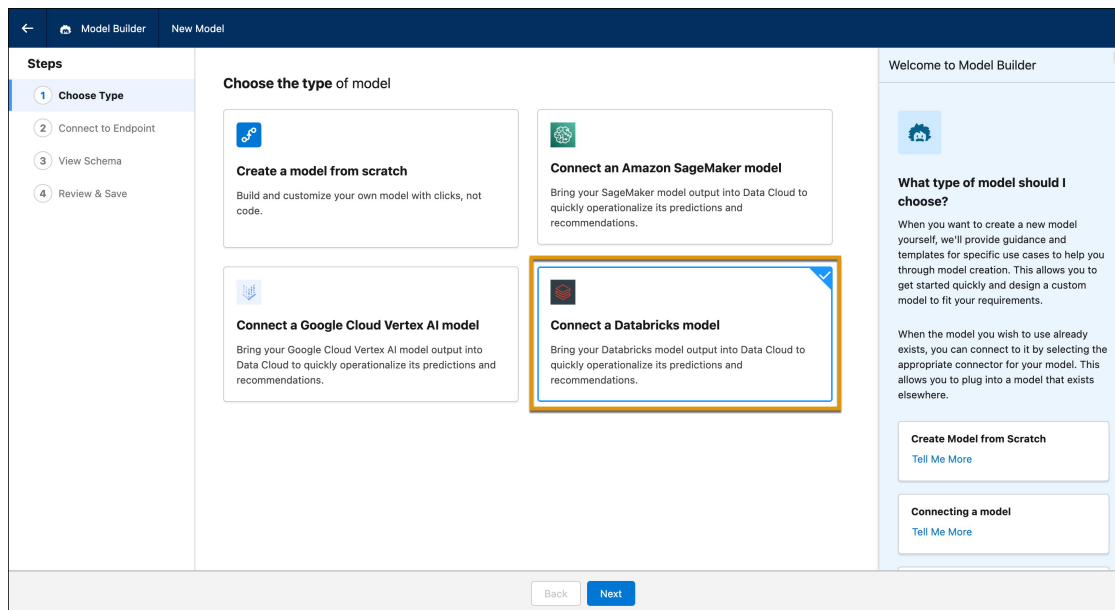 Model Builder
New Model
Steps
1 Choose Type
2 Connect to Endpoint
3 View Schema
4 Review & Save
Choose the type of model
Create a model from scratch
Build and customize your own model with clicks, not
code.
Connect an Amazon SageMaker model
Bring your SageMaker model output into Data Cloud to
quickly operationalize its predictions and
recommendations.
Connect a Google Cloud Vertex AI model
Bring your Google Cloud Vertex AI model output into
Data Cloud to quickly operationalize its predictions and
recommendations.
Connect a Databricks model
Bring your Databricks model output into Data Cloud to
quickly operationalize its predictions and
recommendations.
Welcome to Model Builder
What type of model should I
choose?
When you want to create a new model
yourself, we'll provide guidance and
templates for specific use cases to help you
through model creation. This allows you to
get started quickly and design a custom
model to fit your requirements.
When the model you wish to use already
exists, you can connect to it by selecting the
appropriate connector for your model. This
allows you to plug into a model that exists
elsewhere.
Create Model from Scratch
Tell Me More
Connecting a model
Tell Me More
Back
Next